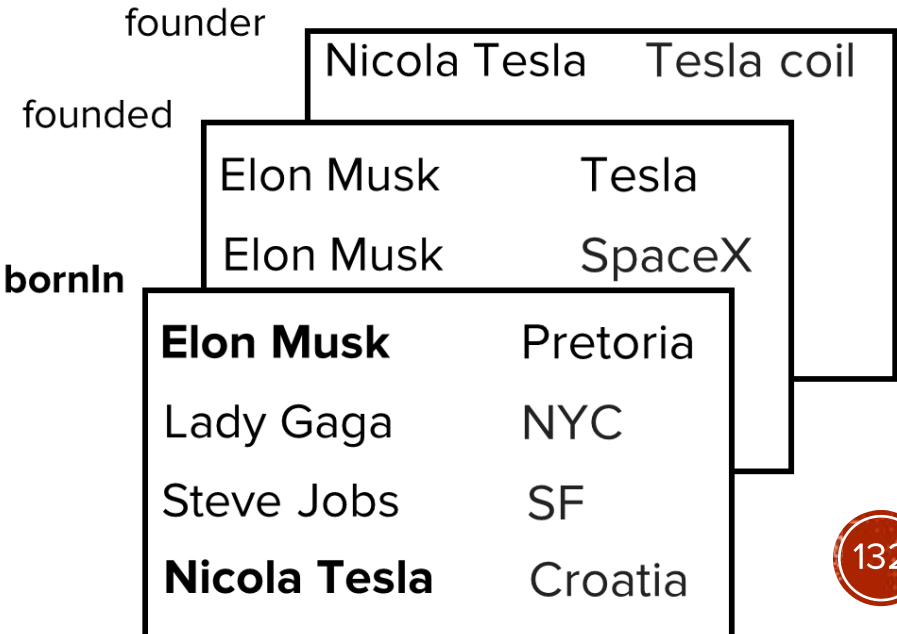 founder
Nicola Tesla Tesla coil
founded
Elon Musk Tesla
Elon Musk SpaceX
bornIn
Elon Musk Pretoria
Lady Gaga NYC
Steve Jobs SF
Nicola Tesla Croatia
132